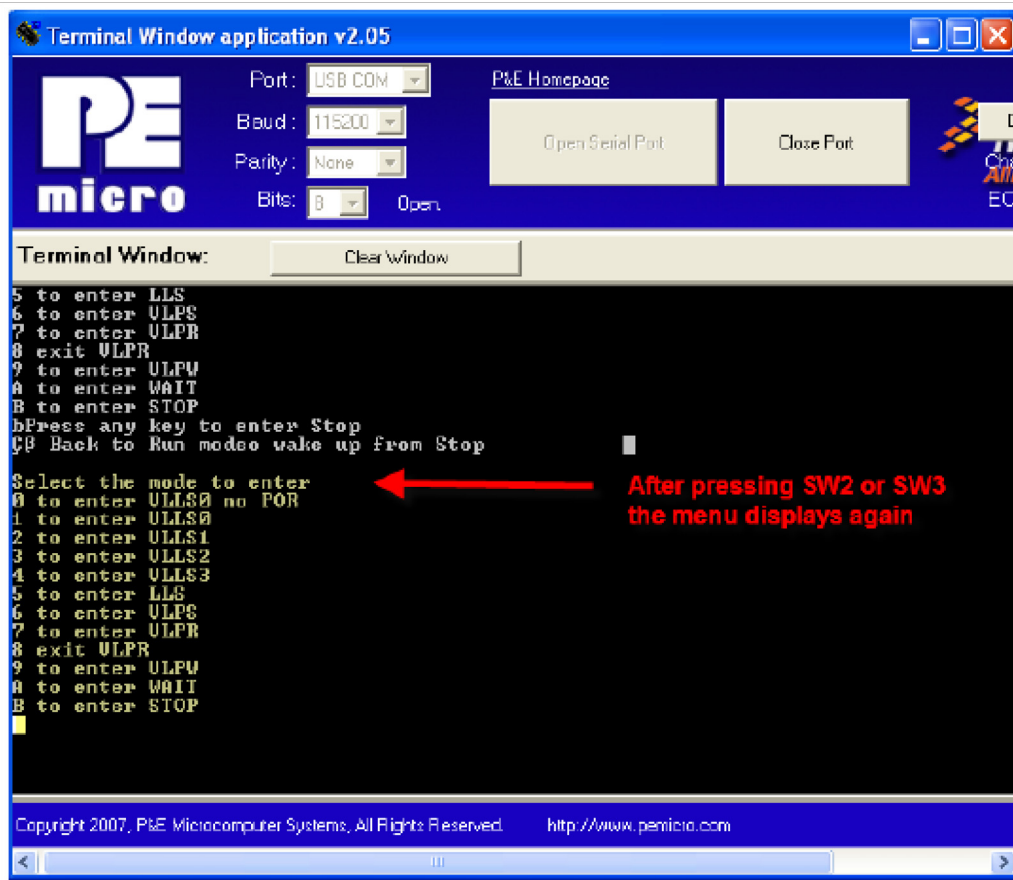 Terminal Window application v2.05
PE
micro
Port: USB COM
Baud: 115200
Parity: None
Bits: 8 Open.
P&E Homepage
Open Serial Port
Close Port
Terminal Window:
Clear Window
5 to enter LLS
6 to enter VLPS
7 to enter VLPR
8 exit VLPR
9 to enter VLPW
A to enter WAIT
B to enter STOP
bPress any key to enter Stop
Back to Run modeo wake up from Stop
Select the mode to enter
0 to enter VLLS0 no POR
1 to enter VLLS0
2 to enter VLLS1
3 to enter VLLS2
4 to enter VLLS3
5 to enter LLS
6 to enter VLPS
7 to enter VLPR
8 exit VLPR
9 to enter VLPW
A to enter WAIT
B to enter STOP
After pressing SW2 or SW3
the menu displays again
Copyright 2007, P&E Microcomputer Systems, All Rights Reserved.
http://www.pemicro.com